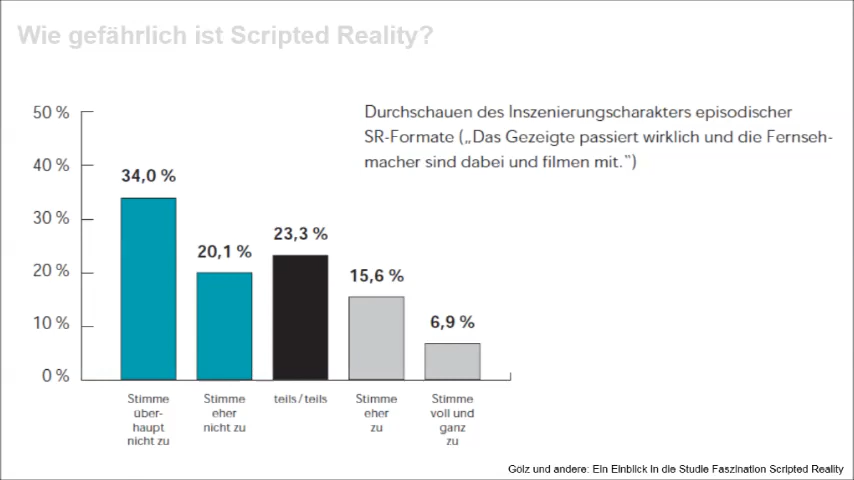 Wie gefährlich ist Scripted Reality?
Durchschauen des Inszenierungscharakters episodischer
SR-Formate („Das Gezeigte passiert wirklich und die Fernseh-
macher sind dabei und filmen mit.“)
50 %
40 %
30 %
20 %
10 %
0 %
34,0 %
20,1 %
23,3 %
15,6 %
6,9 %
Stimme
über-
haupt
nicht zu
Stimme
eher
nicht zu
teils / teils
Stimme
eher
zu
Stimme
voll und
ganz
zu
Gölz und andere: Ein Einblick in die Studie Faszination Scripted Reality